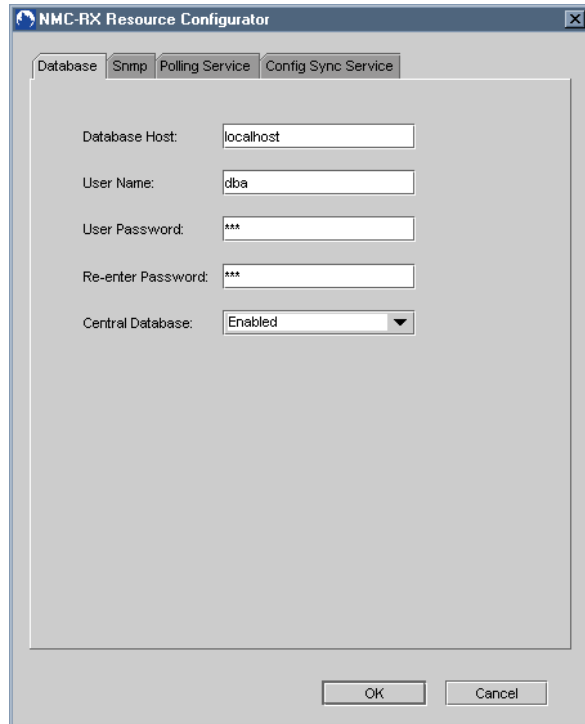 NMC-RX Resource Configurator
Database Snmp Polling Service Config Sync Service
Database Host: localhost
User Name: dba
User Password: ***
Re-enter Password: ***
Central Database: Enabled
OK Cancel